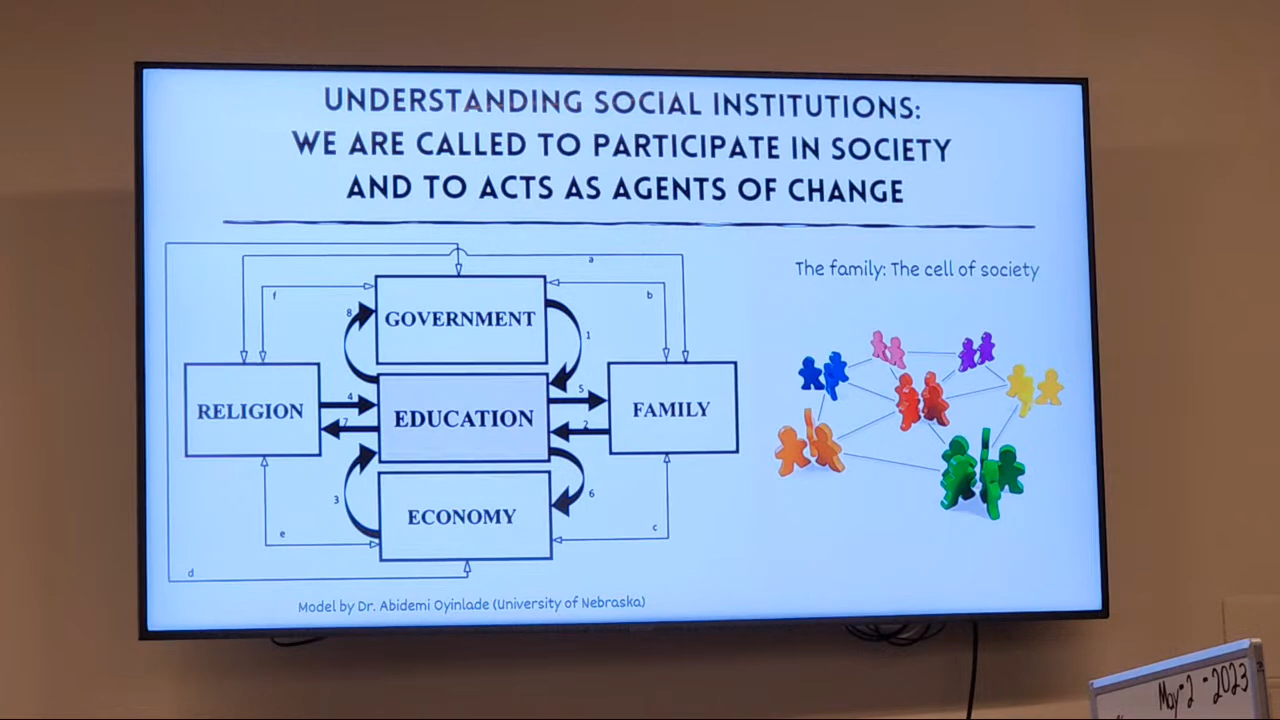 UNDERSTANDING SOCIAL INSTITUTIONS:
WE ARE CALLED TO PARTICIPATE IN SOCIETY
AND TO ACTS AS AGENTS OF CHANGE
The family: The cell of society
a
f
b
8
GOVERNMENT
1
RELIGION
4
7
EDUCATION
5
2
FAMILY
3
ECONOMY
6
e
c
d
Model by Dr. Abidemi Oyinlade (University of Nebraska)
May-2-2023